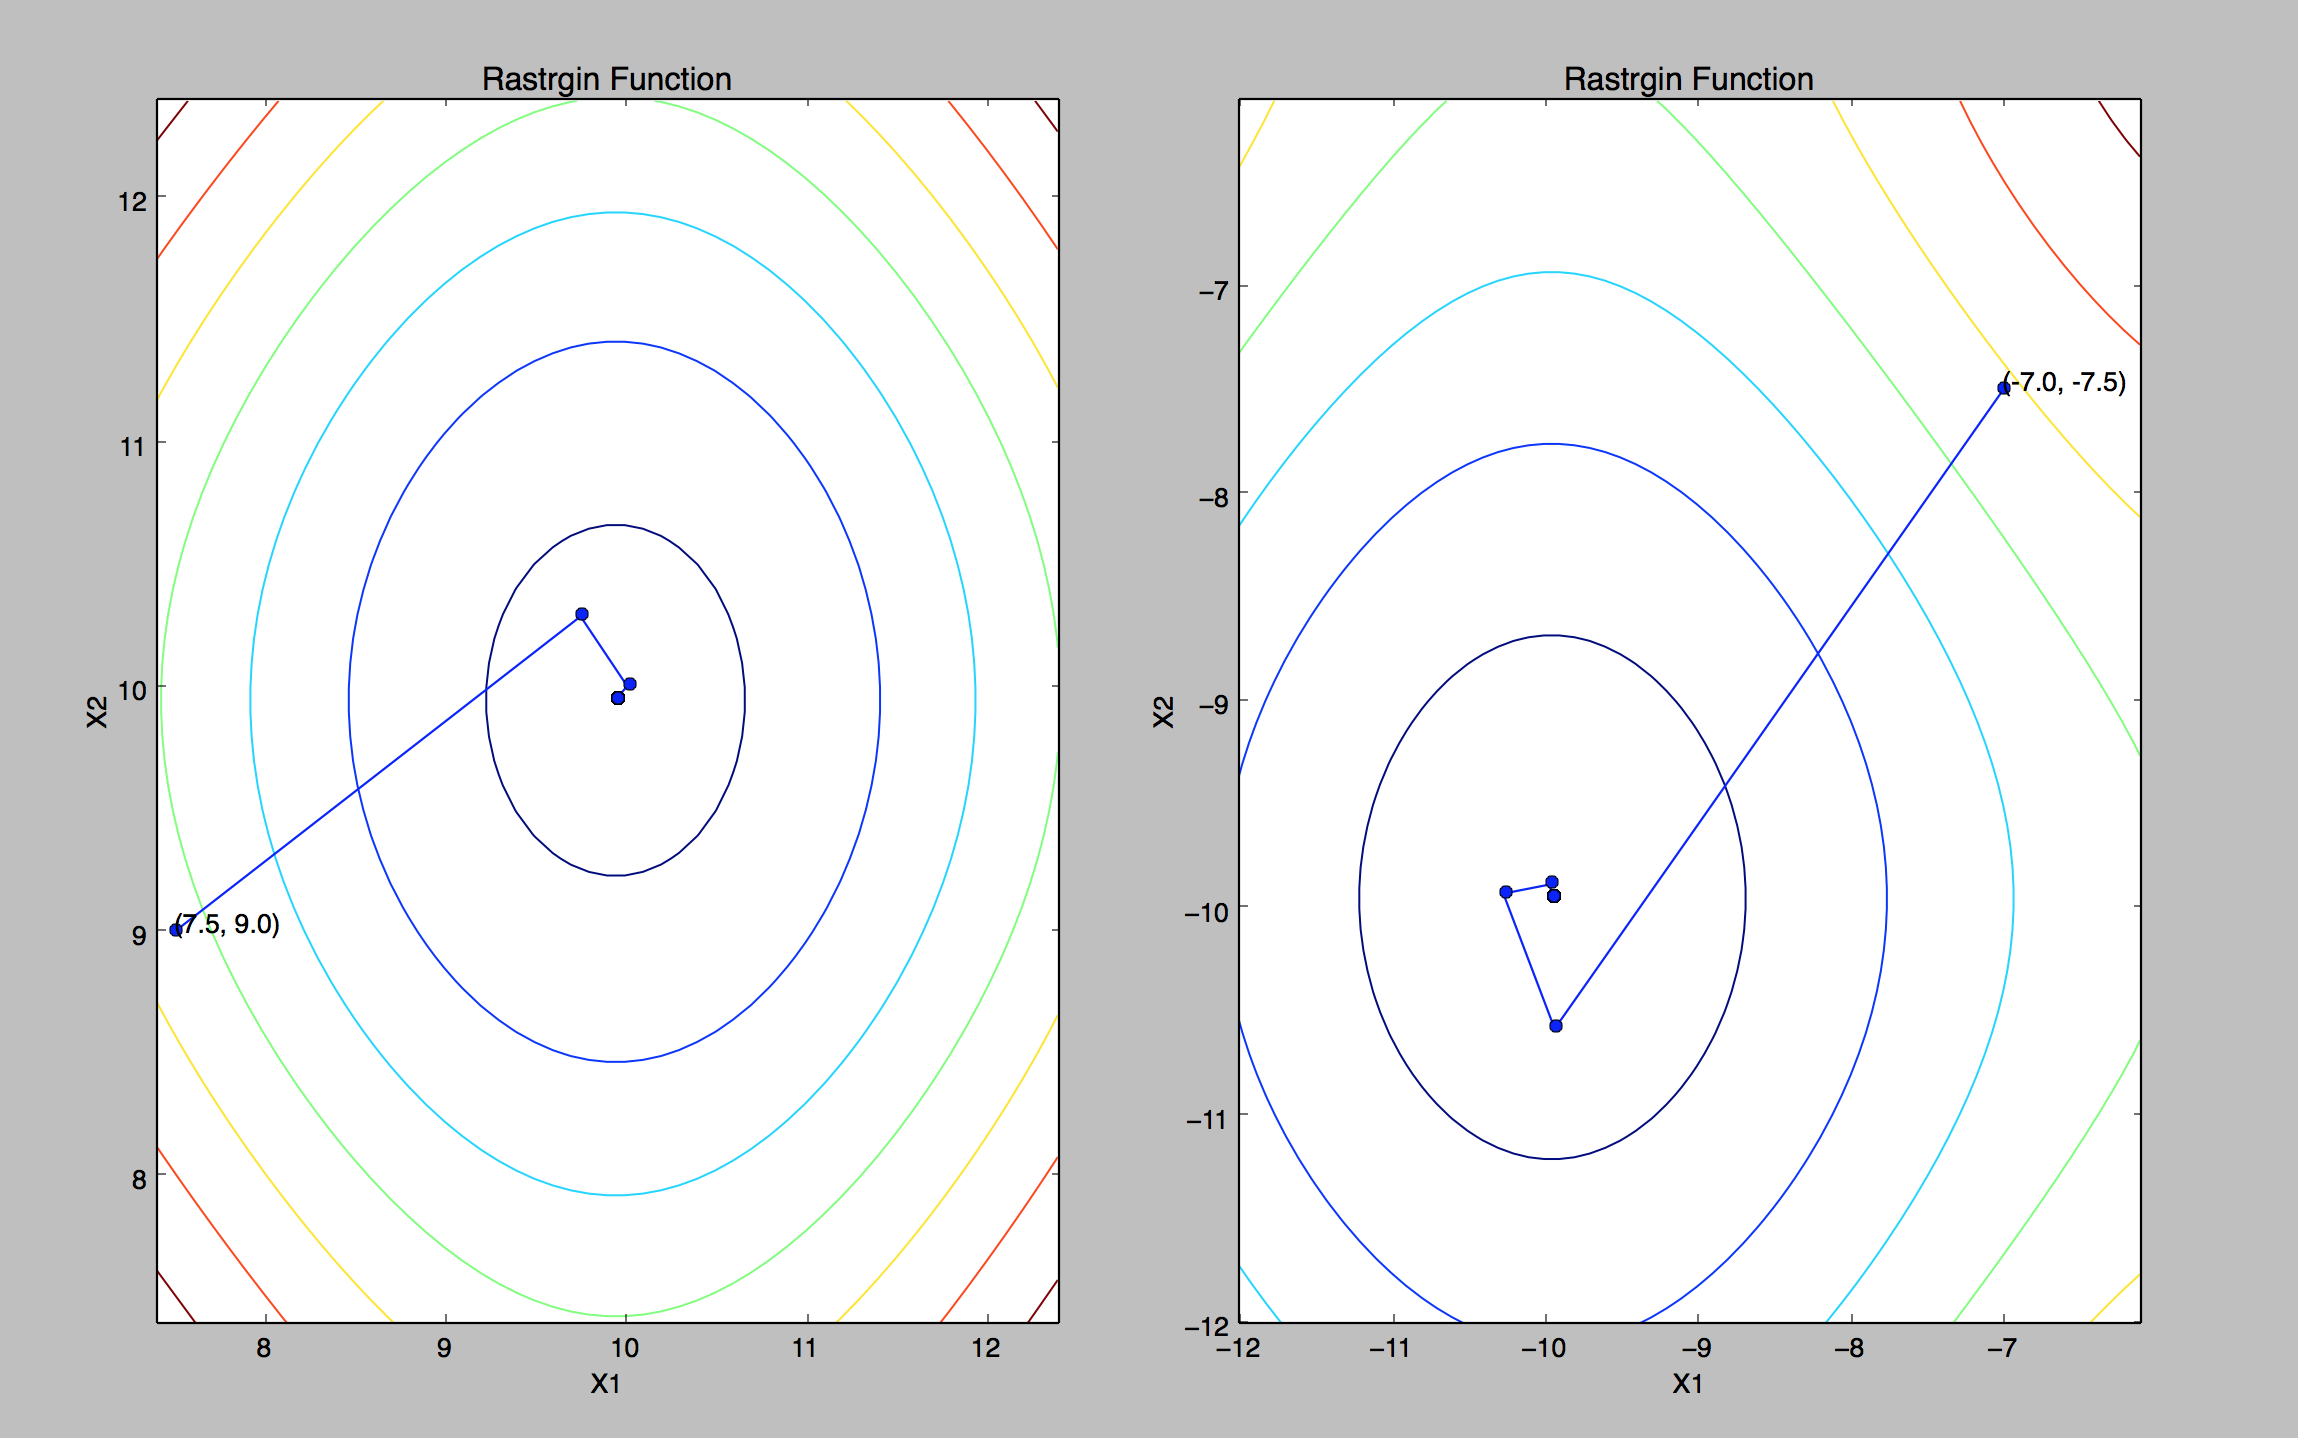 Rastrgin Function
12
11
10
9
8
X2
(7.5, 9.0)
8 9 10 11 12
X1
Rastrgin Function
−7
−8
−9
−10
−11
−12
X2
(-7.0, -7.5)
−12 −11 −10 −9 −8 −7
X1